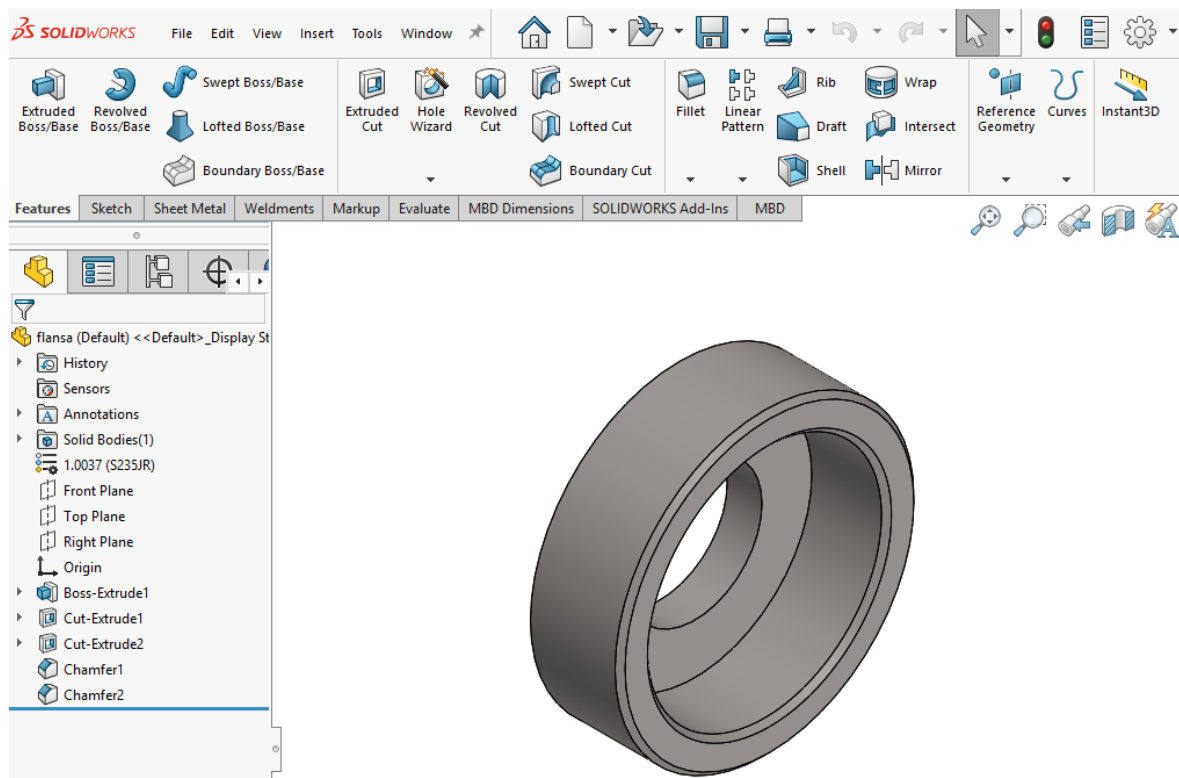 SOLIDWORKS File Edit View Insert Tools Window
Extruded Boss/Base
Revolved Boss/Base
Swept Boss/Base
Lofted Boss/Base
Boundary Boss/Base
Extruded Cut
Hole Wizard
Revolved Cut
Swept Cut
Lofted Cut
Boundary Cut
Fillet
Linear Pattern
Rib
Draft
Shell
Wrap
Intersect
Mirror
Reference Geometry
Curves
Instant3D
Features Sketch Sheet Metal Weldments Markup Evaluate MBD Dimensions SOLIDWORKS Add-Ins MBD
flansa (Default) <<Default>_Display St
History
Sensors
Annotations
Solid Bodies(1)
1.0037 (S235JR)
Front Plane
Top Plane
Right Plane
Origin
Boss-Extrude1
Cut-Extrude1
Cut-Extrude2
Chamfer1
Chamfer2